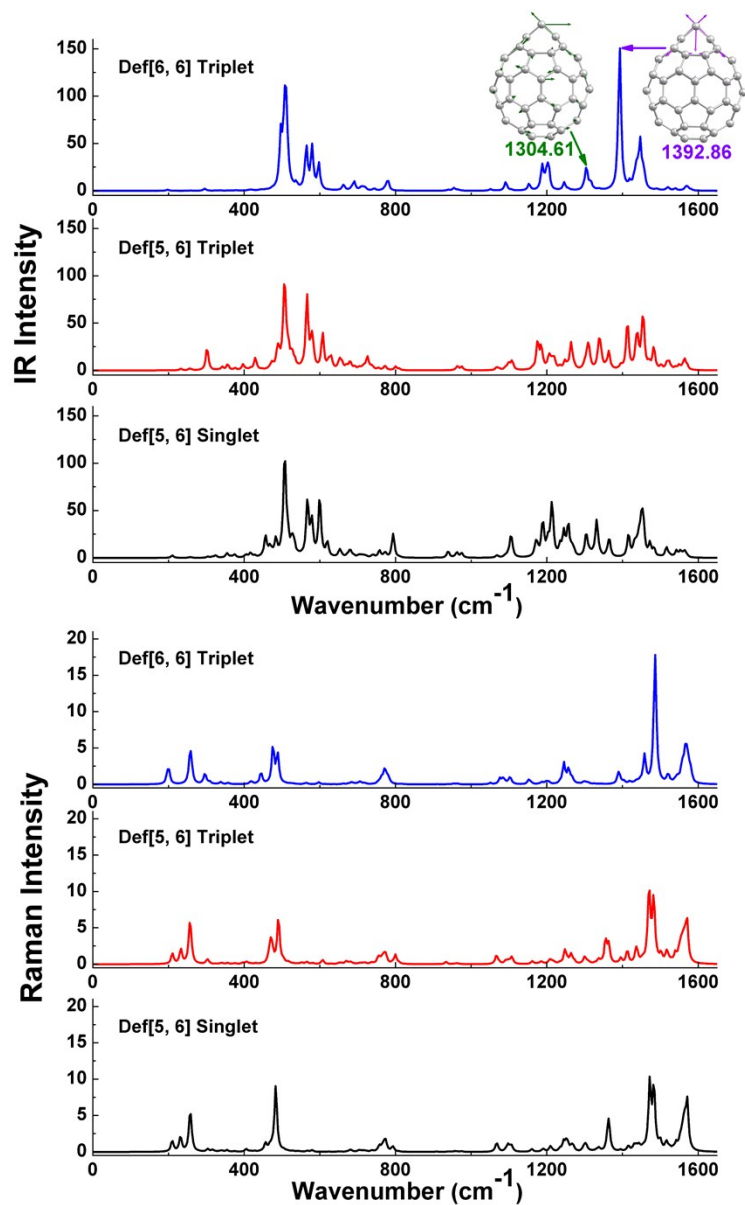 Def[6, 6] Triplet
1304.61
1392.86
150
100
50
0
0 400 800 1200 1600
Def[5, 6] Triplet
150
100
50
0
0 400 800 1200 1600
IR Intensity
Def[5, 6] Singlet
150
100
50
0
0 400 800 1200 1600
Wavenumber (cm⁻¹)
Def[6, 6] Triplet
20
15
10
5
0
0 400 800 1200 1600
Def[5, 6] Triplet
20
15
10
5
0
0 400 800 1200 1600
Raman Intensity
Def[5, 6] Singlet
20
15
10
5
0
0 400 800 1200 1600
Wavenumber (cm⁻¹)